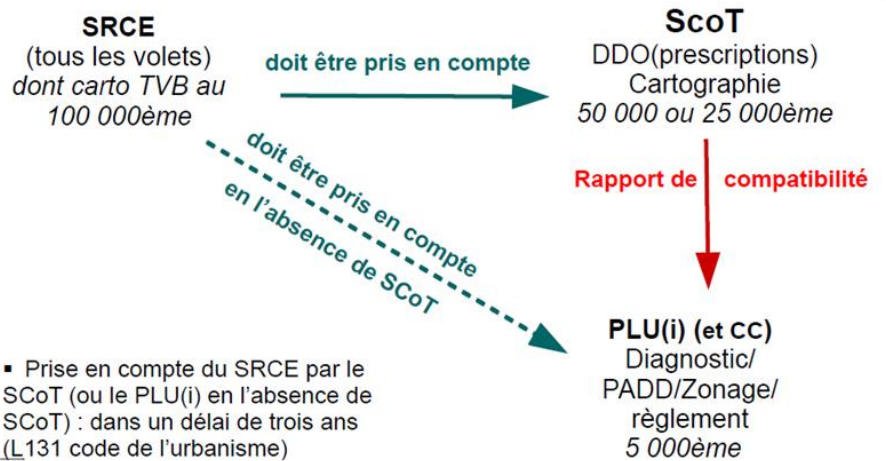 SRCE
(tous les volets)
dont carto TVB au
100 000ème
doit être pris en compte
ScoT
DDO(prescriptions)
Cartographie
50 000 ou 25 000ème
doit être pris en compte
en l'absence de SCoT
Rapport de compatibilité
PLU(i) (et CC)
Diagnostic/
PADD/Zonage/
règlement
5 000ème
▪ Prise en compte du SRCE par le
SCoT (ou le PLU(i) en l'absence de
SCoT) : dans un délai de trois ans
(L131 code de l'urbanisme)